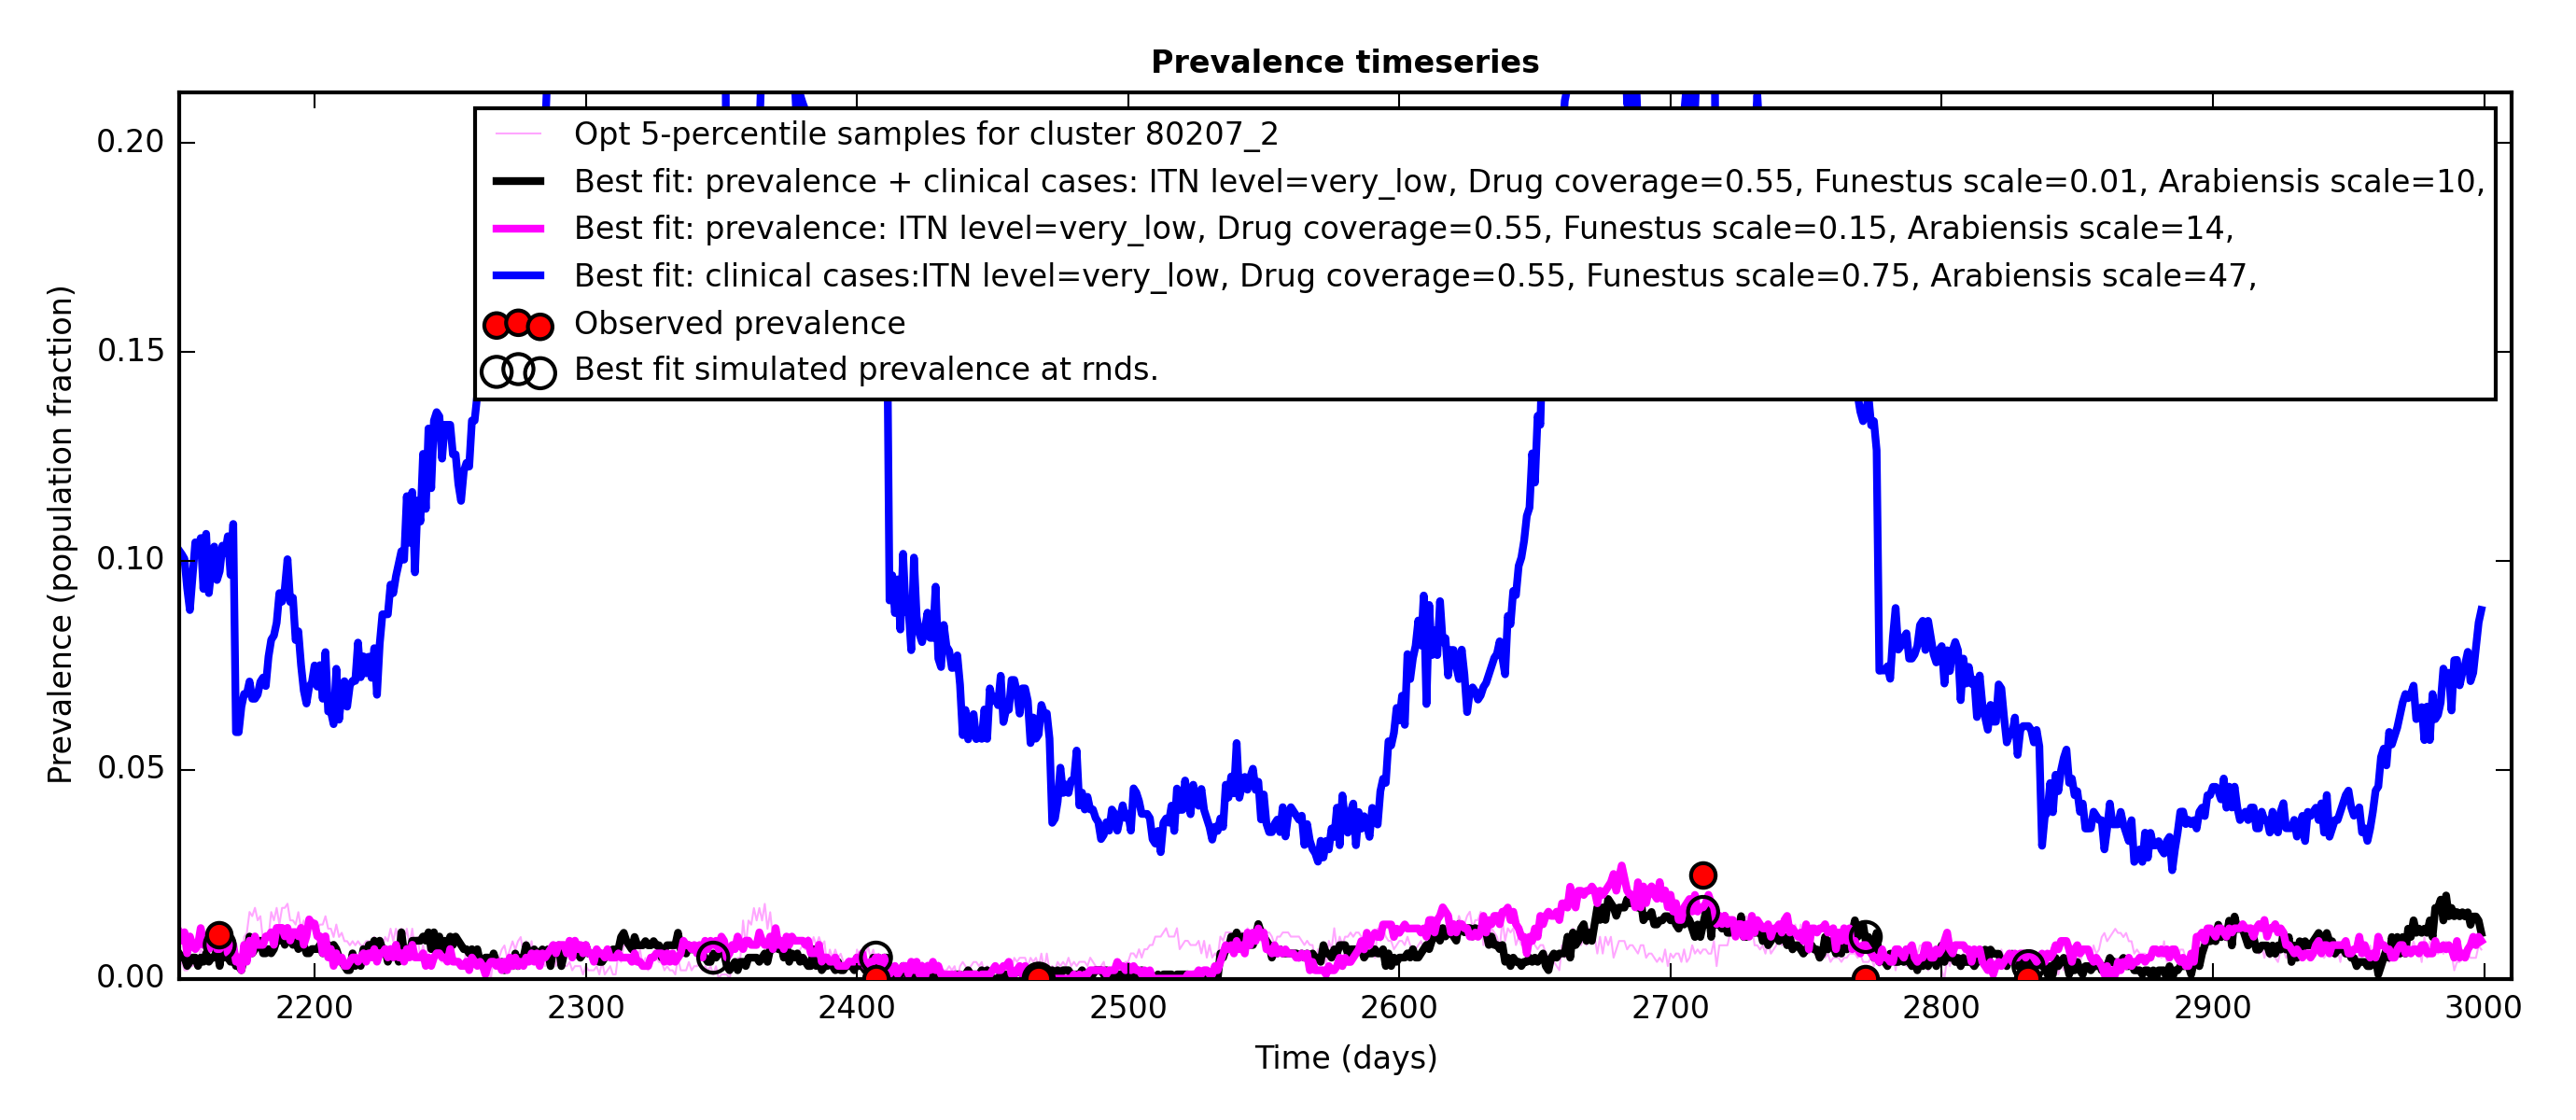 Prevalence timeseries
Opt 5-percentile samples for cluster 80207_2
Best fit: prevalence + clinical cases: ITN level=very_low, Drug coverage=0.55, Funestus scale=0.01, Arabiensis scale=10,
Best fit: prevalence: ITN level=very_low, Drug coverage=0.55, Funestus scale=0.15, Arabiensis scale=14,
Best fit: clinical cases:ITN level=very_low, Drug coverage=0.55, Funestus scale=0.75, Arabiensis scale=47,
Observed prevalence
Best fit simulated prevalence at rnds.
Prevalence (population fraction)
0.20
0.15
0.10
0.05
0.00
2200 2300 2400 2500 2600 2700 2800 2900 3000
Time (days)